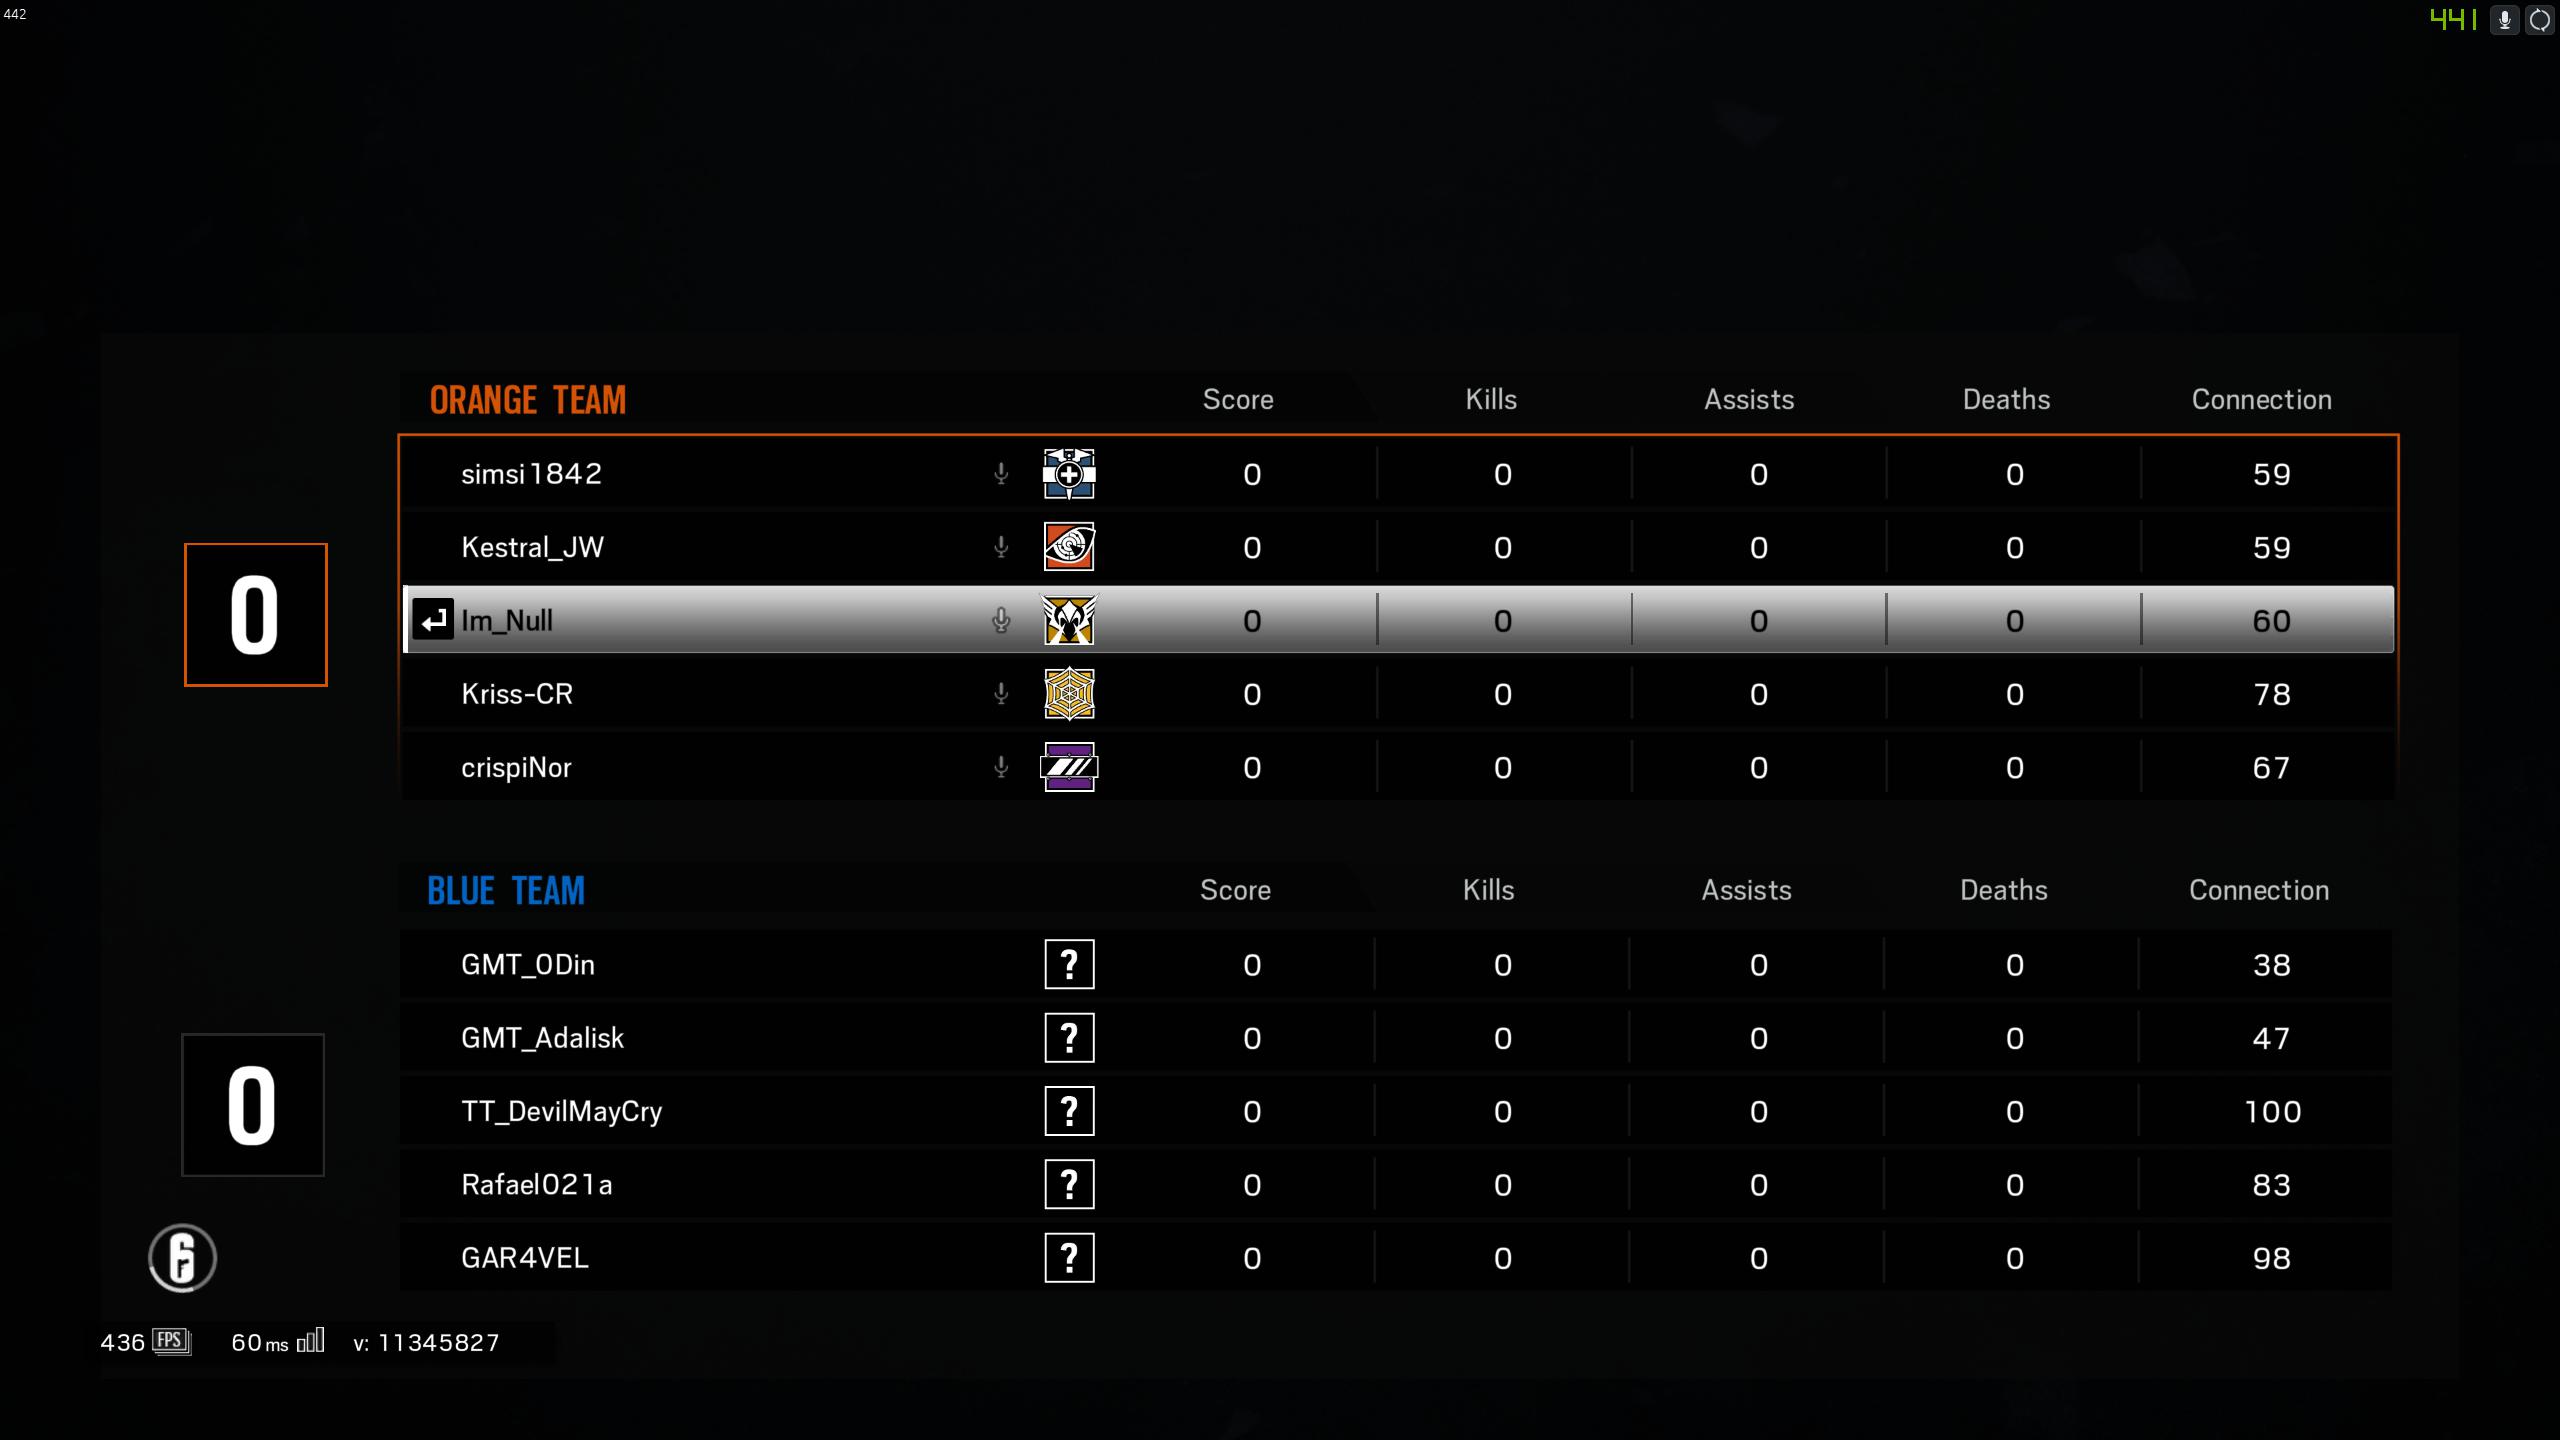 442
441
ORANGE TEAM Score Kills Assists Deaths Connection
simsi1842 0 0 0 0 59
Kestral_JW 0 0 0 0 59
0
Im_Null 0 0 0 0 60
Kriss-CR 0 0 0 0 78
crispiNor 0 0 0 0 67
BLUE TEAM Score Kills Assists Deaths Connection
GMT_ODin ? 0 0 0 0 38
GMT_Adalisk ? 0 0 0 0 47
0
TT_DevilMayCry ? 0 0 0 0 100
Rafael021a ? 0 0 0 0 83
GAR4VEL ? 0 0 0 0 98
6
436 FPS 60 ms v: 11345827